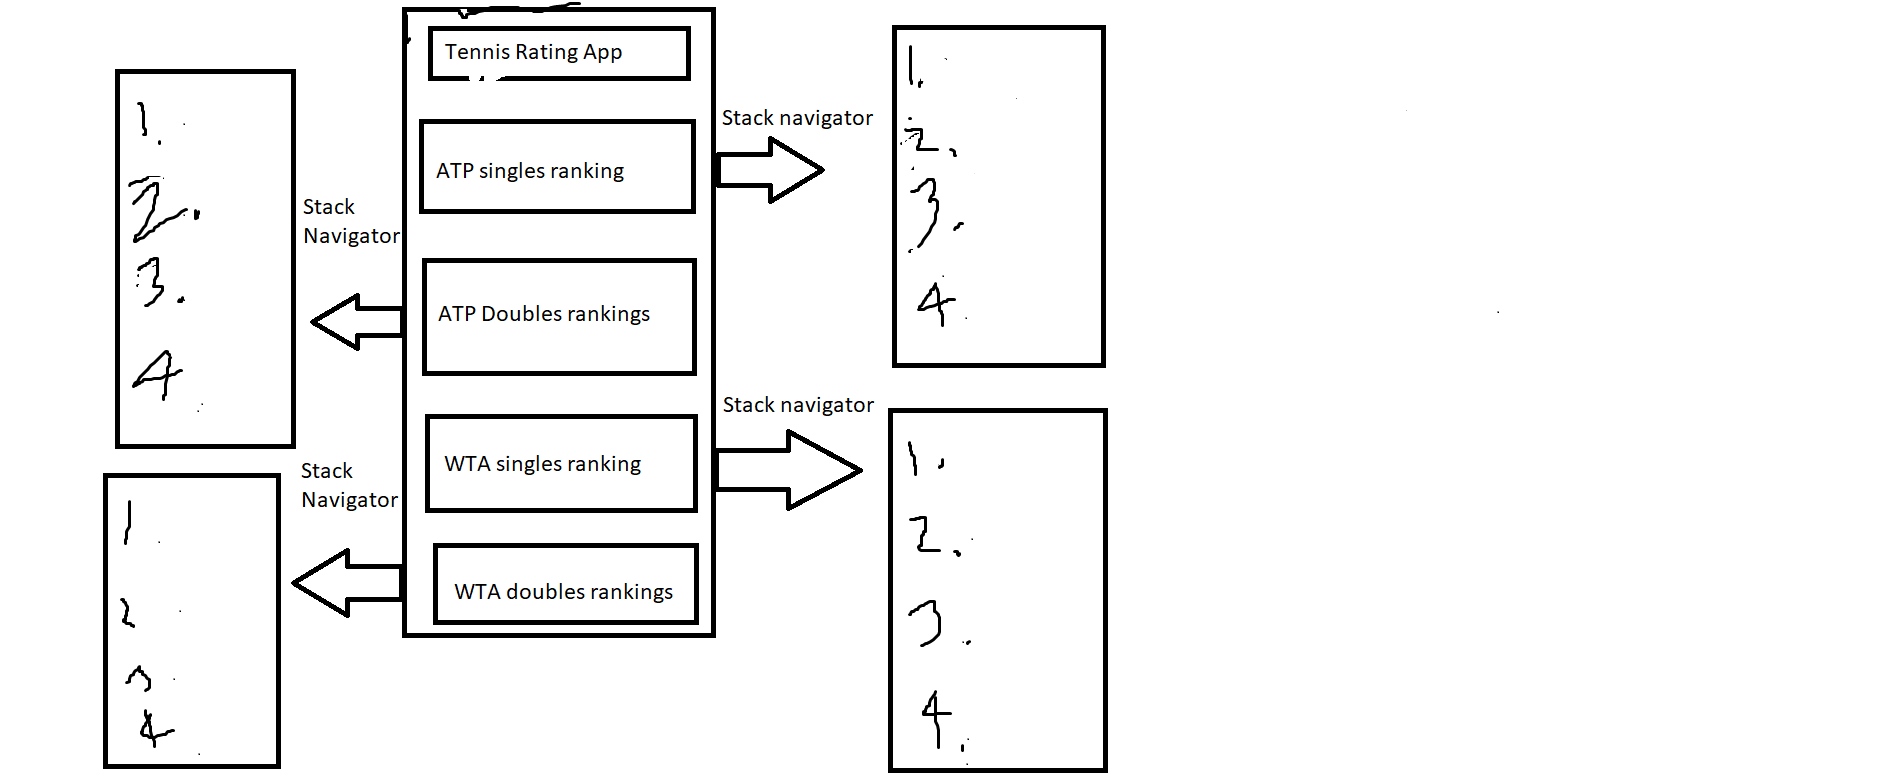 Tennis Rating App
ATP singles ranking
Stack navigator
1.
2.
3.
4.
ATP Doubles rankings
Stack
Navigator
1.
2.
3.
4.
WTA singles ranking
Stack navigator
1.
2.
3.
4.
WTA doubles rankings
Stack
Navigator
1
2
3
4